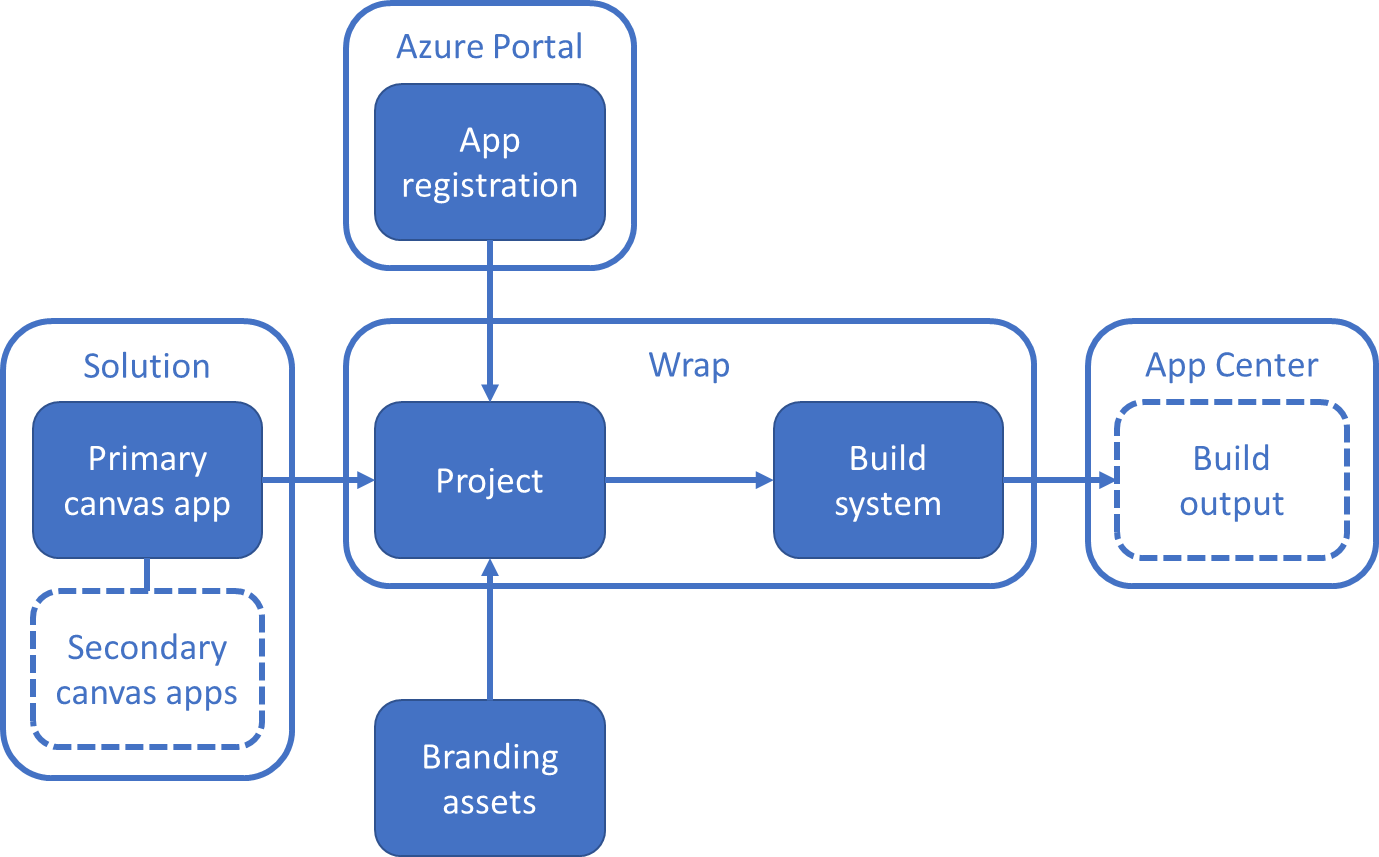 Azure Portal
App
registration
Solution
Primary
canvas app
Secondary
canvas apps
Wrap
Project
Build
system
App Center
Build
output
Branding
assets